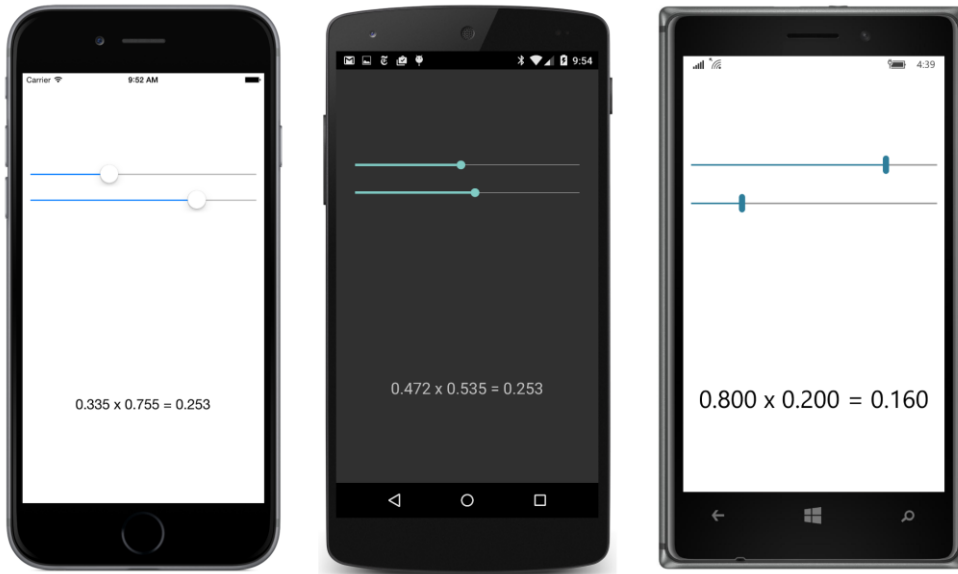 Carrier 9:52 AM
0.335 x 0.755 = 0.253
9:54
0.472 x 0.535 = 0.253
4:39
0.800 x 0.200 = 0.160